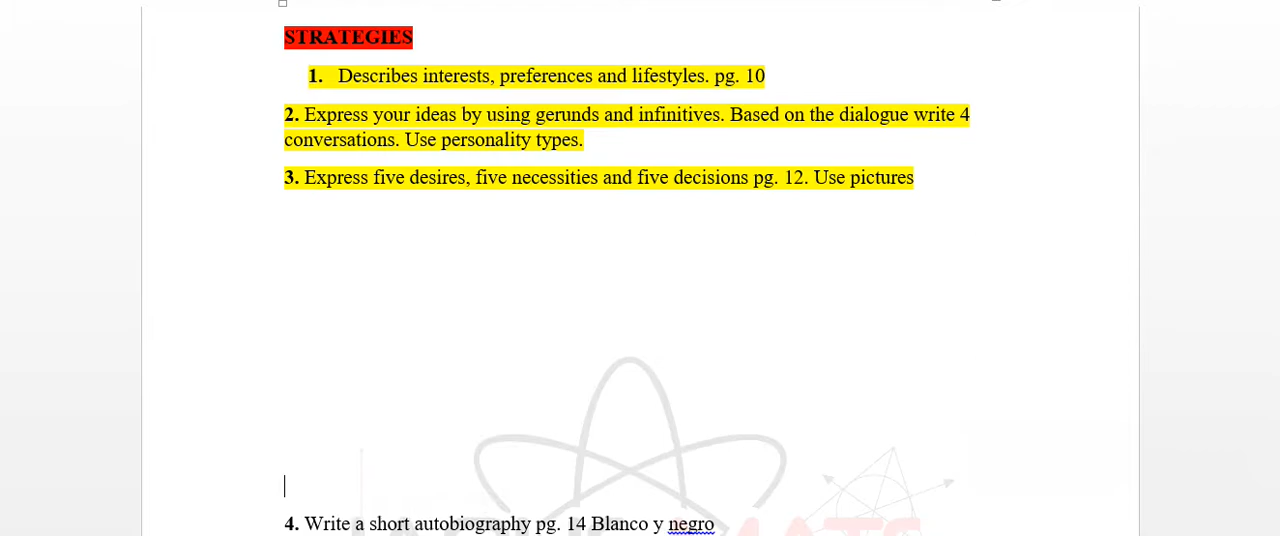 STRATEGIES
1. Describes interests, preferences and lifestyles. pg. 10
2. Express your ideas by using gerunds and infinitives. Based on the dialogue write 4
conversations. Use personality types.
3. Express five desires, five necessities and five decisions pg. 12. Use pictures
4. Write a short autobiography pg. 14 Blanco y negro